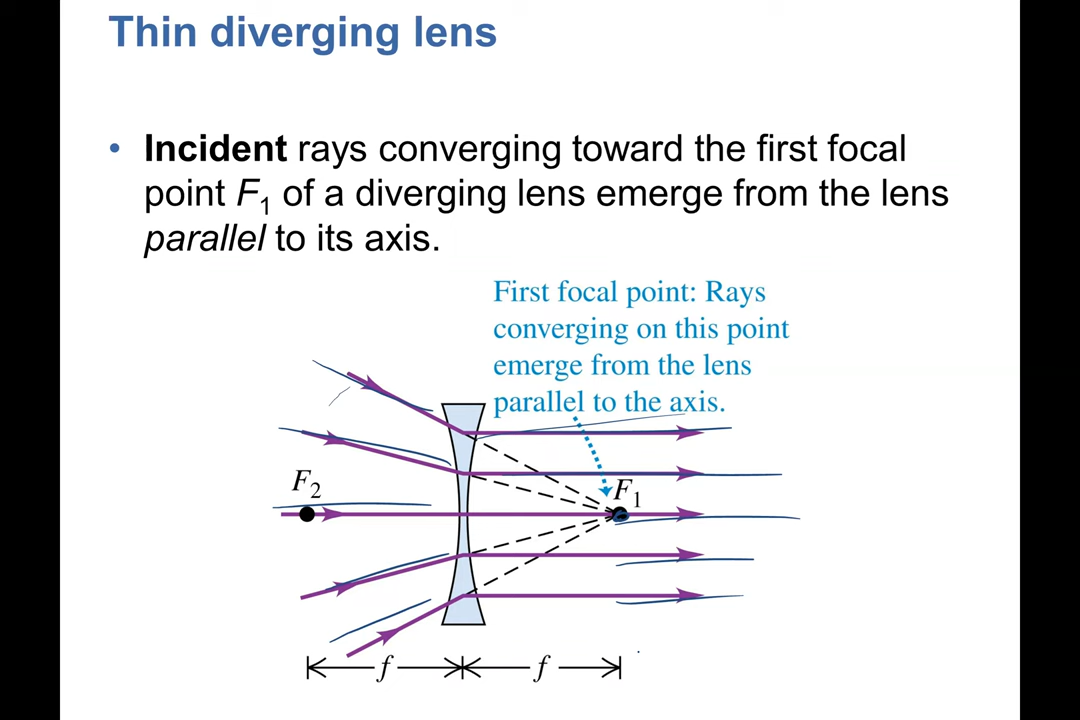 Thin diverging lens
• Incident rays converging toward the first focal
point F₁ of a diverging lens emerge from the lens
parallel to its axis.
First focal point: Rays
converging on this point
emerge from the lens
parallel to the axis.
F₂
F₁
f
f